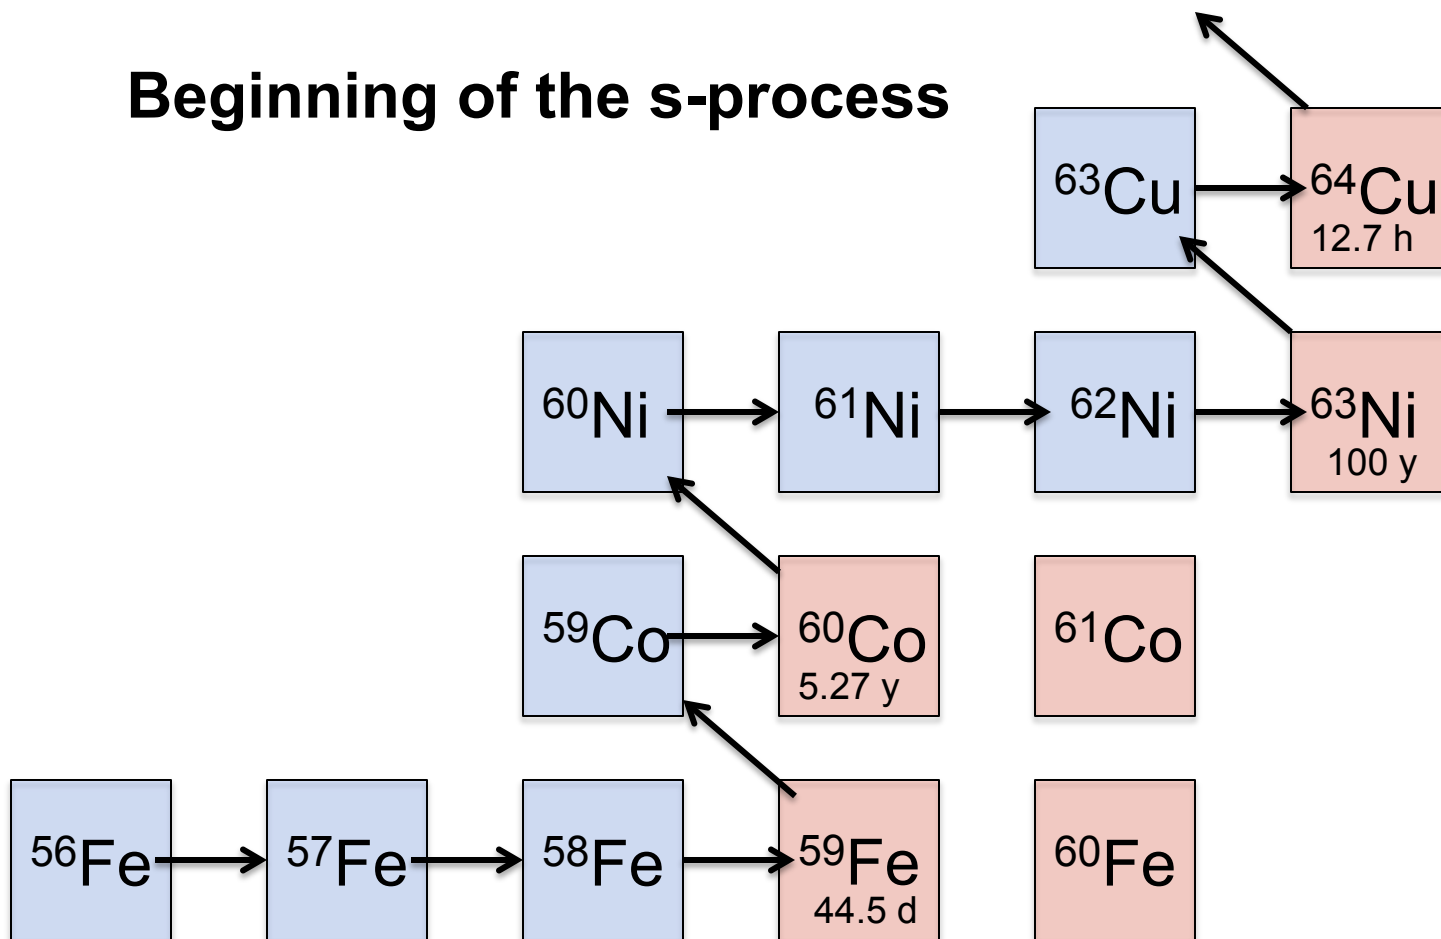 Beginning of the s-process
⁶³Cu ⁶⁴Cu
12.7 h
⁶⁰Ni ⁶¹Ni ⁶²Ni ⁶³Ni
100 y
⁵⁹Co ⁶⁰Co ⁶¹Co
5.27 y
⁵⁶Fe ⁵⁷Fe ⁵⁸Fe ⁵⁹Fe ⁶⁰Fe
44.5 d